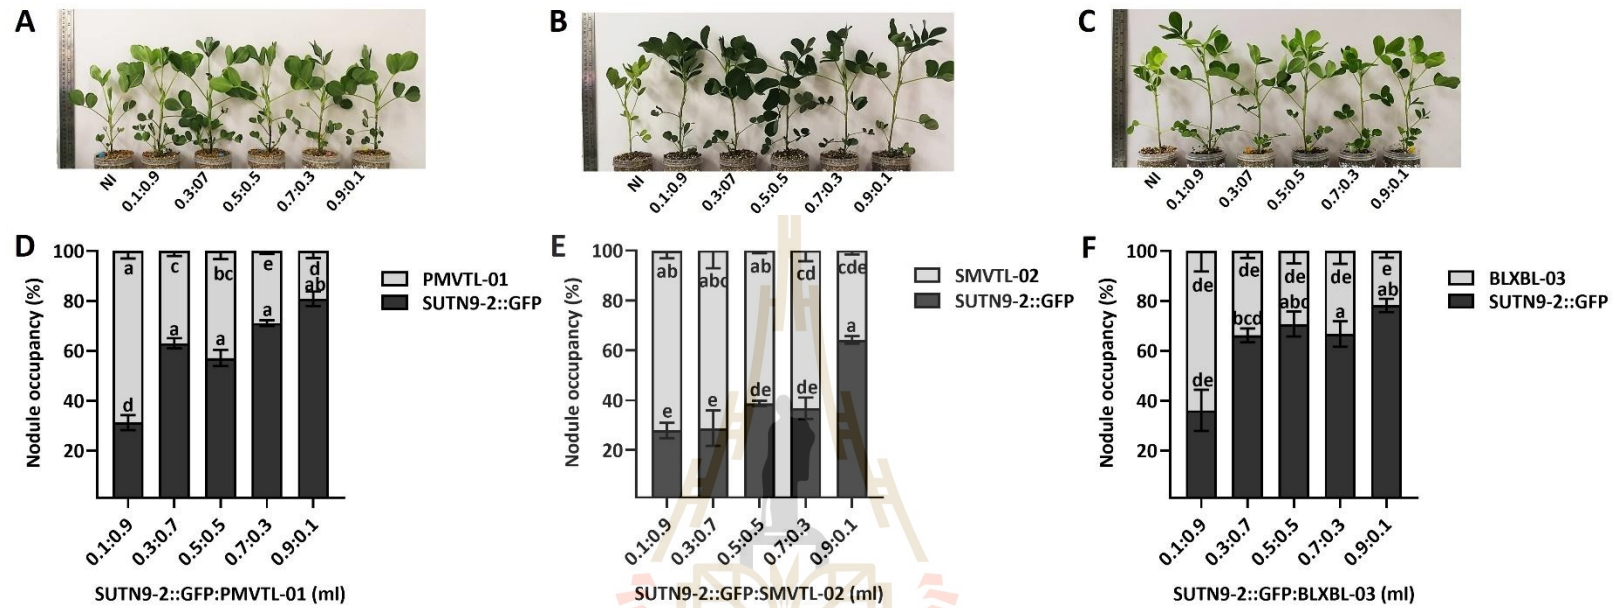 A
B
C
NI
0.1:0.9
0.3:07
0.5:0.5
0.7:0.3
0.9:0.1
NI
0.1:0.9
0.3:07
0.5:0.5
0.7:0.3
0.9:0.1
NI
0.1:0.9
0.3:07
0.5:0.5
0.7:0.3
0.9:0.1
D
Nodule occupancy (%)
100
80
60
40
20
a
c
bc
e
d
ab
a
a
a
d
PMVTL-01
SUTN9-2::GFP
0.1:0.9
0.3:0.7
0.5:0.5
0.7:0.3
0.9:0.1
SUTN9-2::GFP:PMVTL-01 (ml)
E
Nodule occupancy (%)
100
80
60
40
20
ab
abc
ab
cd
cde
a
e
e
de
de
SMVTL-02
SUTN9-2::GFP
0.1:0.9
0.3:0.7
0.5:0.5
0.7:0.3
0.9:0.1
SUTN9-2::GFP:SMVTL-02 (ml)
F
Nodule occupancy (%)
100
80
60
40
20
de
de
de
de
e
ab
de
bcd
abc
a
BLXBL-03
SUTN9-2::GFP
0.1:0.9
0.3:0.7
0.5:0.5
0.7:0.3
0.9:0.1
SUTN9-2::GFP:BLXBL-03 (ml)